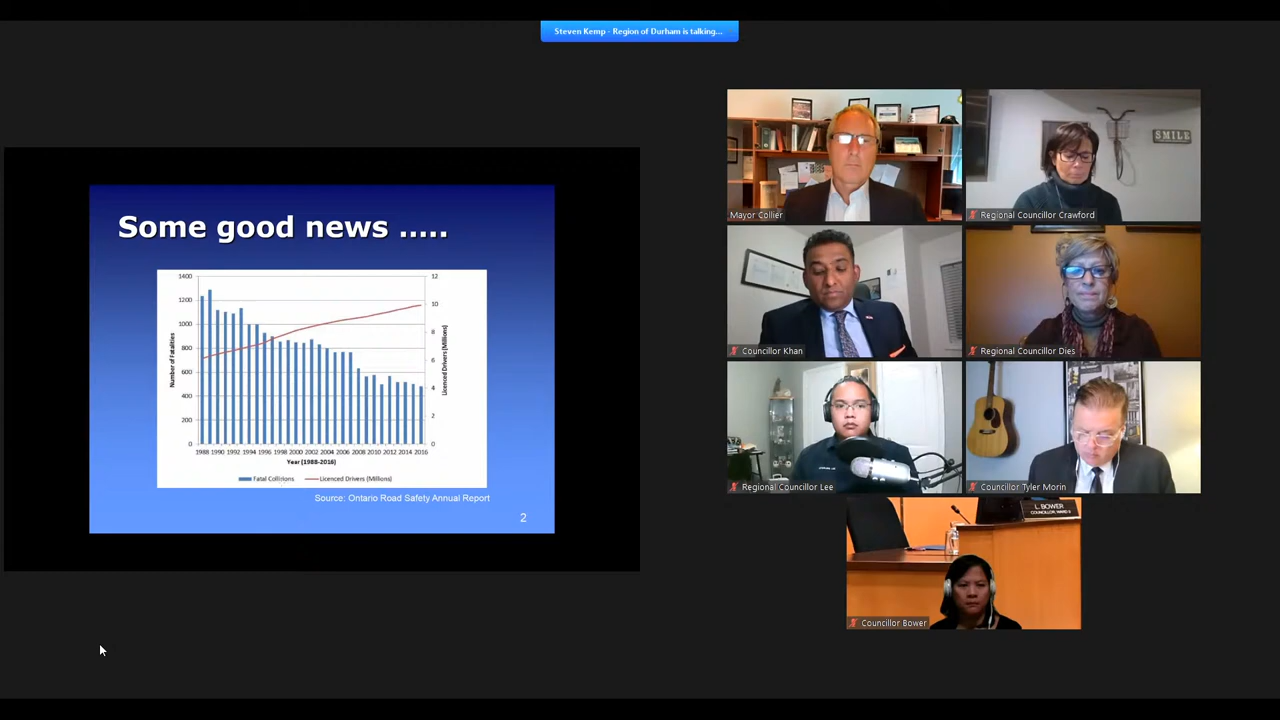 Steven Kemp - Region of Durham is talking...
Some good news .....
1400
1200
1000
800
600
400
200
0
12
10
8
6
4
2
0
Number of Fatalities
Licenced Drivers (Millions)
1988 1990 1992 1994 1996 1998 2000 2002 2004 2006 2008 2010 2012 2014 2016
Year (1988-2016)
Fatal Collisions
Licenced Drivers (Millions)
Source: Ontario Road Safety Annual Report
2
Mayor Collier
SMILE
Regional Councillor Crawford
Councillor Khan
Regional Councillor Dies
Regional Councillor Lee
Councillor Tyler Morin
L. BOWER
COUNCILLOR, WARD
Councillor Bower